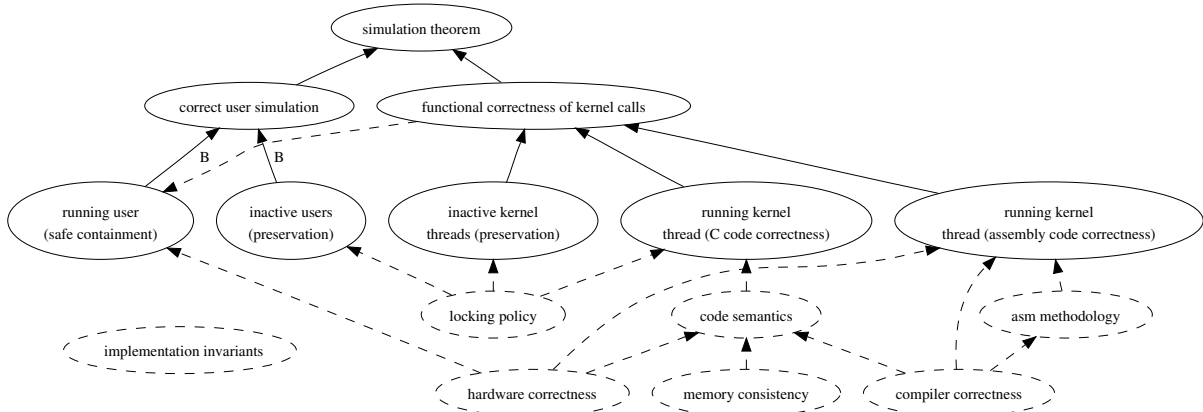 simulation theorem
correct user simulation
functional correctness of kernel calls
B
B
running user
(safe containment)
inactive users
(preservation)
inactive kernel
threads (preservation)
running kernel
thread (C code correctness)
running kernel
thread (assembly code correctness)
locking policy
code semantics
asm methodology
implementation invariants
hardware correctness
memory consistency
compiler correctness